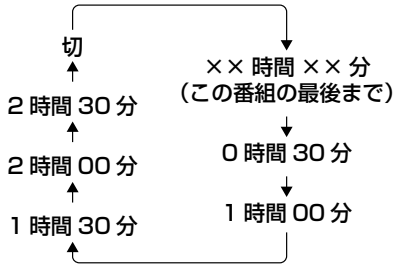 切
×× 時間 ×× 分
（この番組の最後まで）
0 時間 30 分
1 時間 00 分
1 時間 30 分
2 時間 00 分
2 時間 30 分